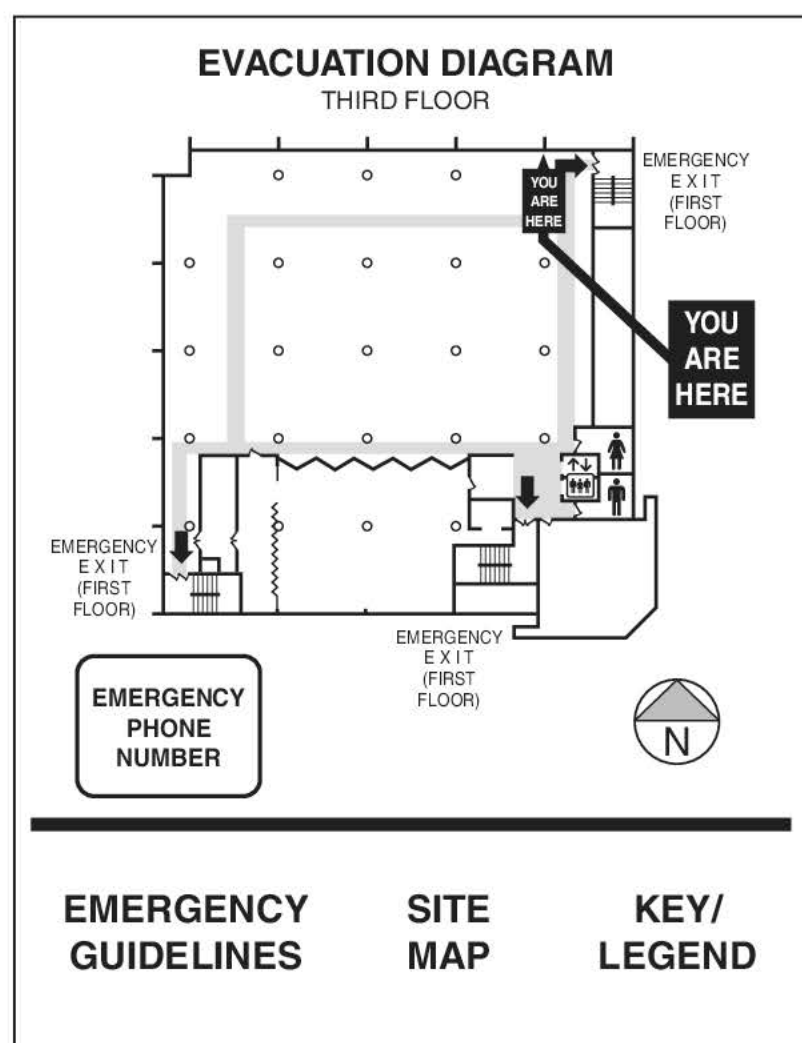 EVACUATION DIAGRAM
THIRD FLOOR
EMERGENCY
EXIT
(FIRST
FLOOR)
YOU
ARE
HERE
YOU
ARE
HERE
EMERGENCY
EXIT
(FIRST
FLOOR)
EMERGENCY
EXIT
(FIRST
FLOOR)
EMERGENCY
PHONE
NUMBER
N
EMERGENCY
GUIDELINES
SITE
MAP
KEY/
LEGEND